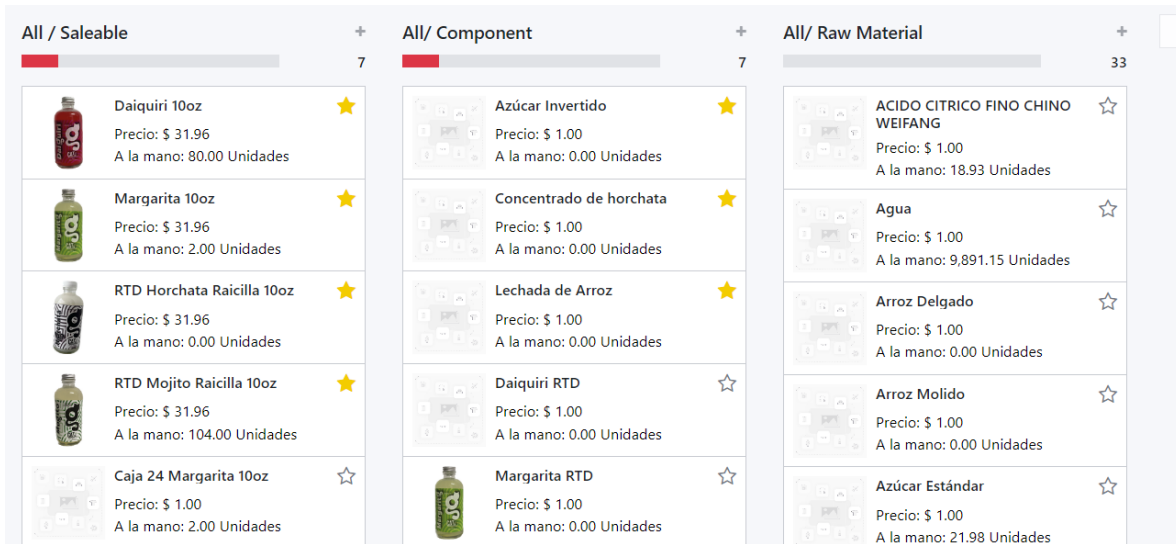 All / Saleable +
7
Daiquiri 10oz
Precio: $ 31.96
A la mano: 80.00 Unidades
Margarita 10oz
Precio: $ 31.96
A la mano: 2.00 Unidades
RTD Horchata Raicilla 10oz
Precio: $ 31.96
A la mano: 0.00 Unidades
RTD Mojito Raicilla 10oz
Precio: $ 31.96
A la mano: 104.00 Unidades
Caja 24 Margarita 10oz
Precio: $ 1.00
A la mano: 2.00 Unidades
All/ Component +
7
Azúcar Invertido
Precio: $ 1.00
A la mano: 0.00 Unidades
Concentrado de horchata
Precio: $ 1.00
A la mano: 0.00 Unidades
Lechada de Arroz
Precio: $ 1.00
A la mano: 0.00 Unidades
Daiquiri RTD
Precio: $ 1.00
A la mano: 0.00 Unidades
Margarita RTD
Precio: $ 1.00
A la mano: 0.00 Unidades
All/ Raw Material +
33
ACIDO CITRICO FINO CHINO
WEIFANG
Precio: $ 1.00
A la mano: 18.93 Unidades
Agua
Precio: $ 1.00
A la mano: 9,891.15 Unidades
Arroz Delgado
Precio: $ 1.00
A la mano: 0.00 Unidades
Arroz Molido
Precio: $ 1.00
A la mano: 0.00 Unidades
Azúcar Estándar
Precio: $ 1.00
A la mano: 21.98 Unidades